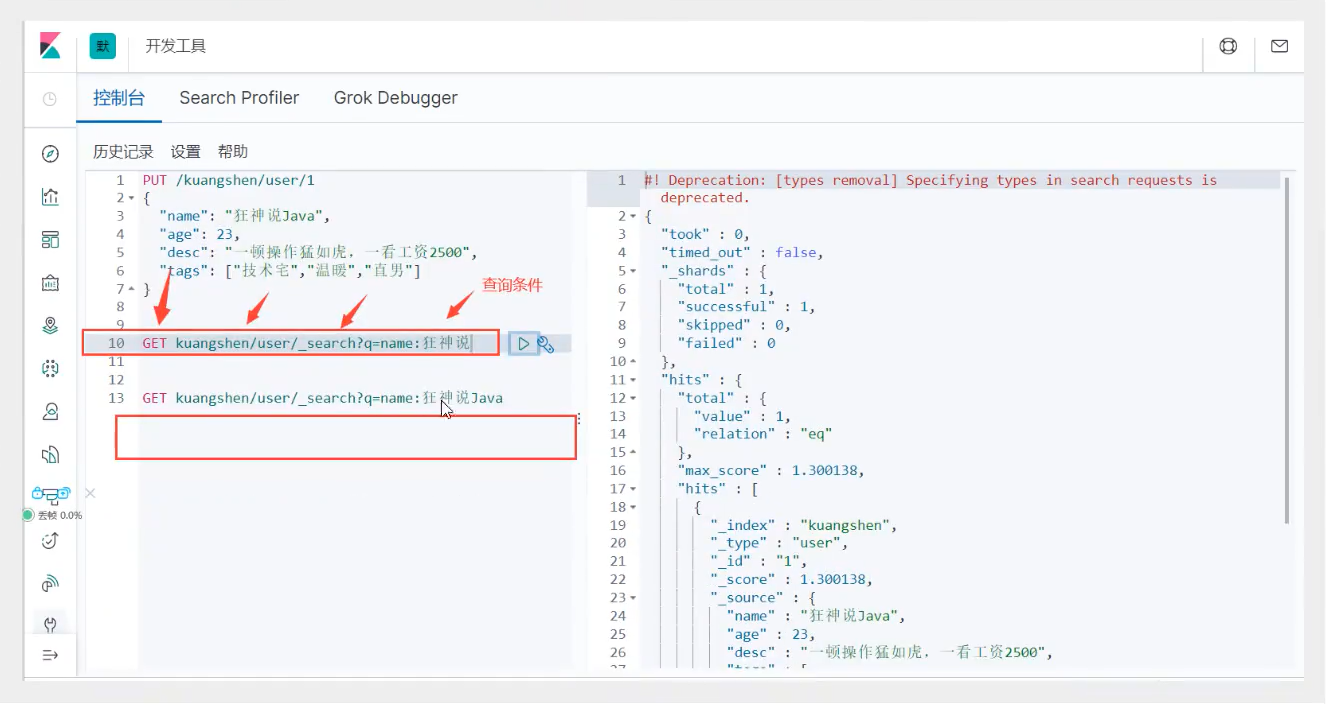 默 开发工具
控制台 Search Profiler Grok Debugger
历史记录 设置 帮助
1 PUT /kuangshen/user/1
2 {
3 "name": "狂神说Java",
4 "age": 23,
5 "desc": "一顿操作猛如虎，一看工资2500",
6 "tags": ["技术宅","温暖","直男"]
7 }
8
9
查询条件
10 GET kuangshen/user/_search?q=name:狂神说
11
12
13 GET kuangshen/user/_search?q=name:狂神说Java
丢帧 0.0%
1 #! Deprecation: [types removal] Specifying types in search requests is
deprecated.
2 {
3 "took" : 0,
4 "timed_out" : false,
5 "_shards" : {
6 "total" : 1,
7 "successful" : 1,
8 "skipped" : 0,
9 "failed" : 0
10 },
11 "hits" : {
12 "total" : {
13 "value" : 1,
14 "relation" : "eq"
15 },
16 "max_score" : 1.300138,
17 "hits" : [
18 {
19 "_index" : "kuangshen",
20 "_type" : "user",
21 "_id" : "1",
22 "_score" : 1.300138,
23 "_source" : {
24 "name" : "狂神说Java",
25 "age" : 23,
26 "desc" : "一顿操作猛如虎，一看工资2500",